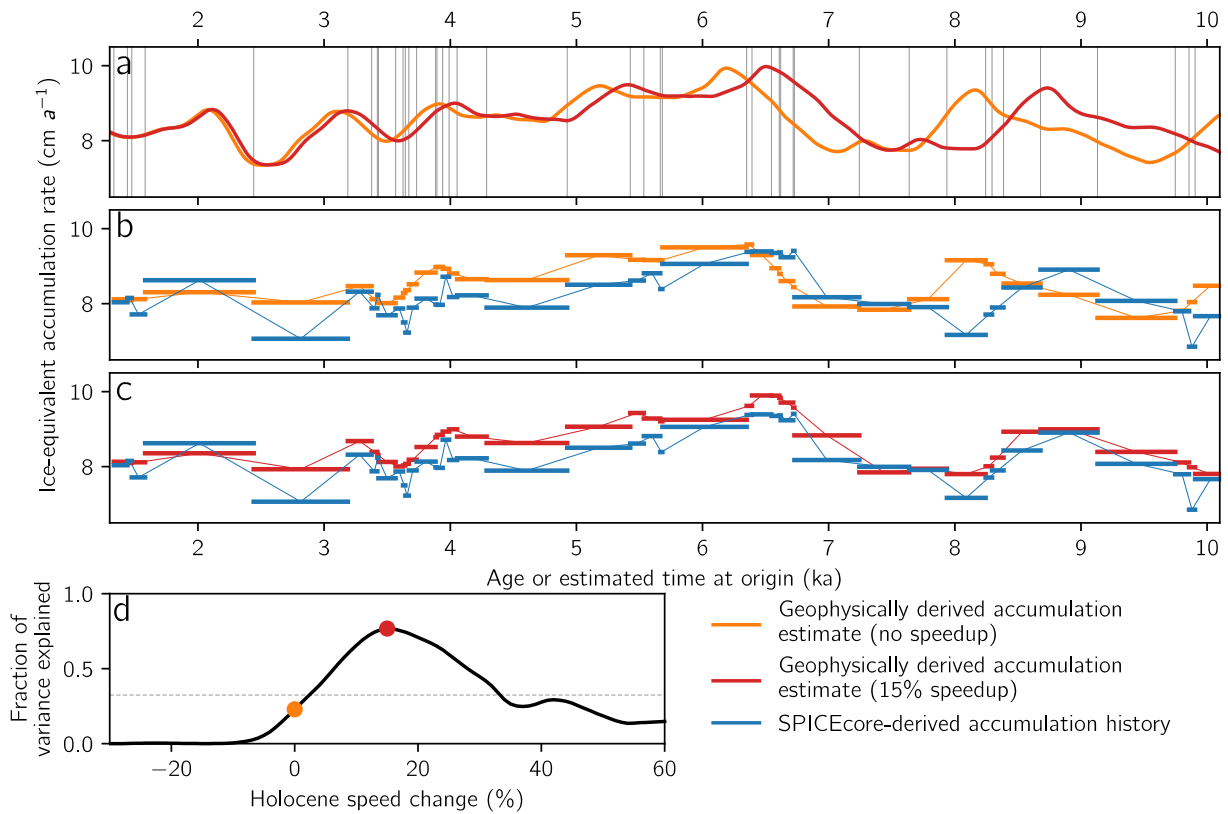 2 3 4 5 6 7 8 9 10
a
10
8
b
10
8
c
10
8
Ice-equivalent accumulation rate (cm a⁻¹)
2 3 4 5 6 7 8 9 10
Age or estimated time at origin (ka)
d
1.0
0.5
0.0
Fraction of
variance explained
−20 0 20 40 60
Holocene speed change (%)
Geophysically derived accumulation
estimate (no speedup)
Geophysically derived accumulation
estimate (15% speedup)
SPICEcore-derived accumulation history